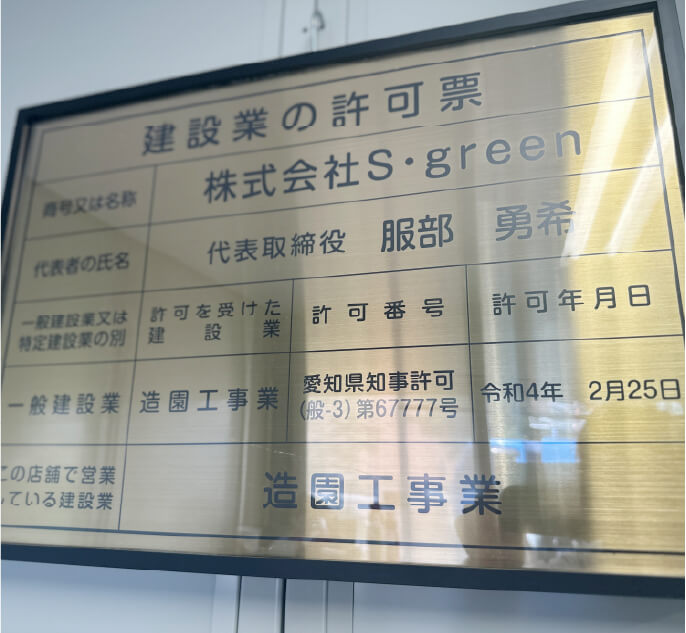 建設業の許可票
商号又は名称 株式会社S・green
代表者の氏名 代表取締役 服部 勇希
一般建設業又は
特定建設業の別
許可を受けた
建設業
許可番号
許可年月日
一般建設業
造園工事業
愛知県知事許可
(般-3)第67777号
令和4年 2月25日
この店舗で営業
している建設業
造園工事業